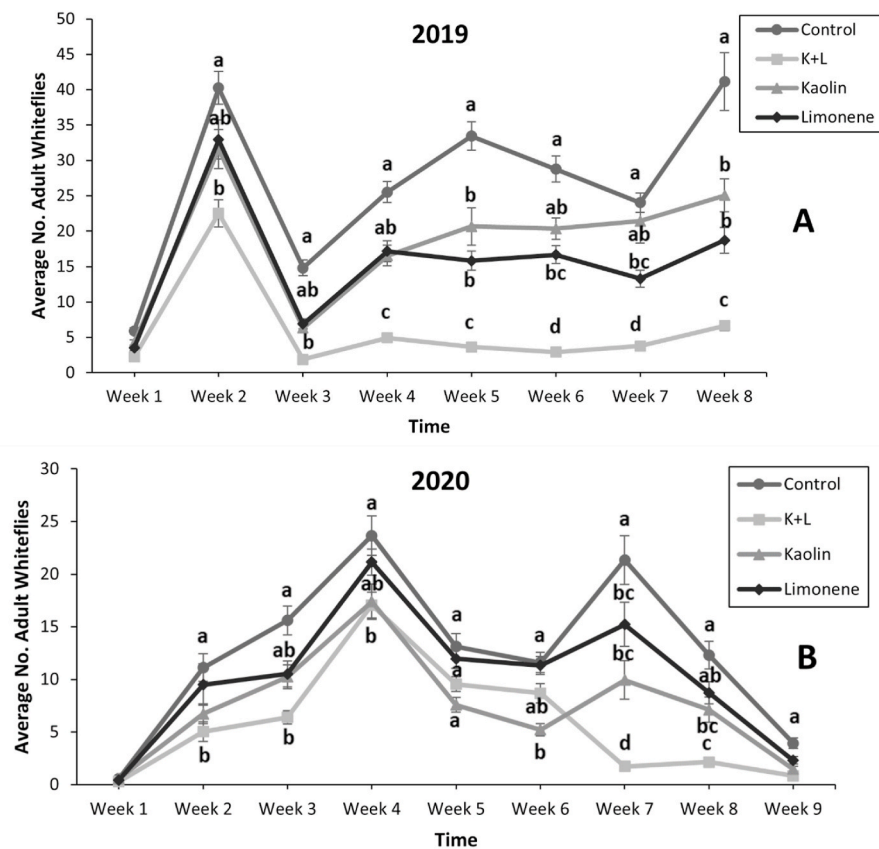 2019
Control
K+L
Kaolin
Limonene
A
Average No. Adult Whiteflies
50
45
40
35
30
25
20
15
10
5
0
a
ab
b
a
ab
b
a
ab
c
a
b
b
c
a
ab
bc
d
a
ab
bc
d
a
b
b
c
Week 1 Week 2 Week 3 Week 4 Week 5 Week 6 Week 7 Week 8
Time
2020
Control
K+L
Kaolin
Limonene
B
Average No. Adult Whiteflies
30
25
20
15
10
5
0
a
b
a
ab
b
a
ab
b
a
a
a
a
ab
b
a
bc
bc
d
a
ab
bc
c
a
Week 1 Week 2 Week 3 Week 4 Week 5 Week 6 Week 7 Week 8 Week 9
Time